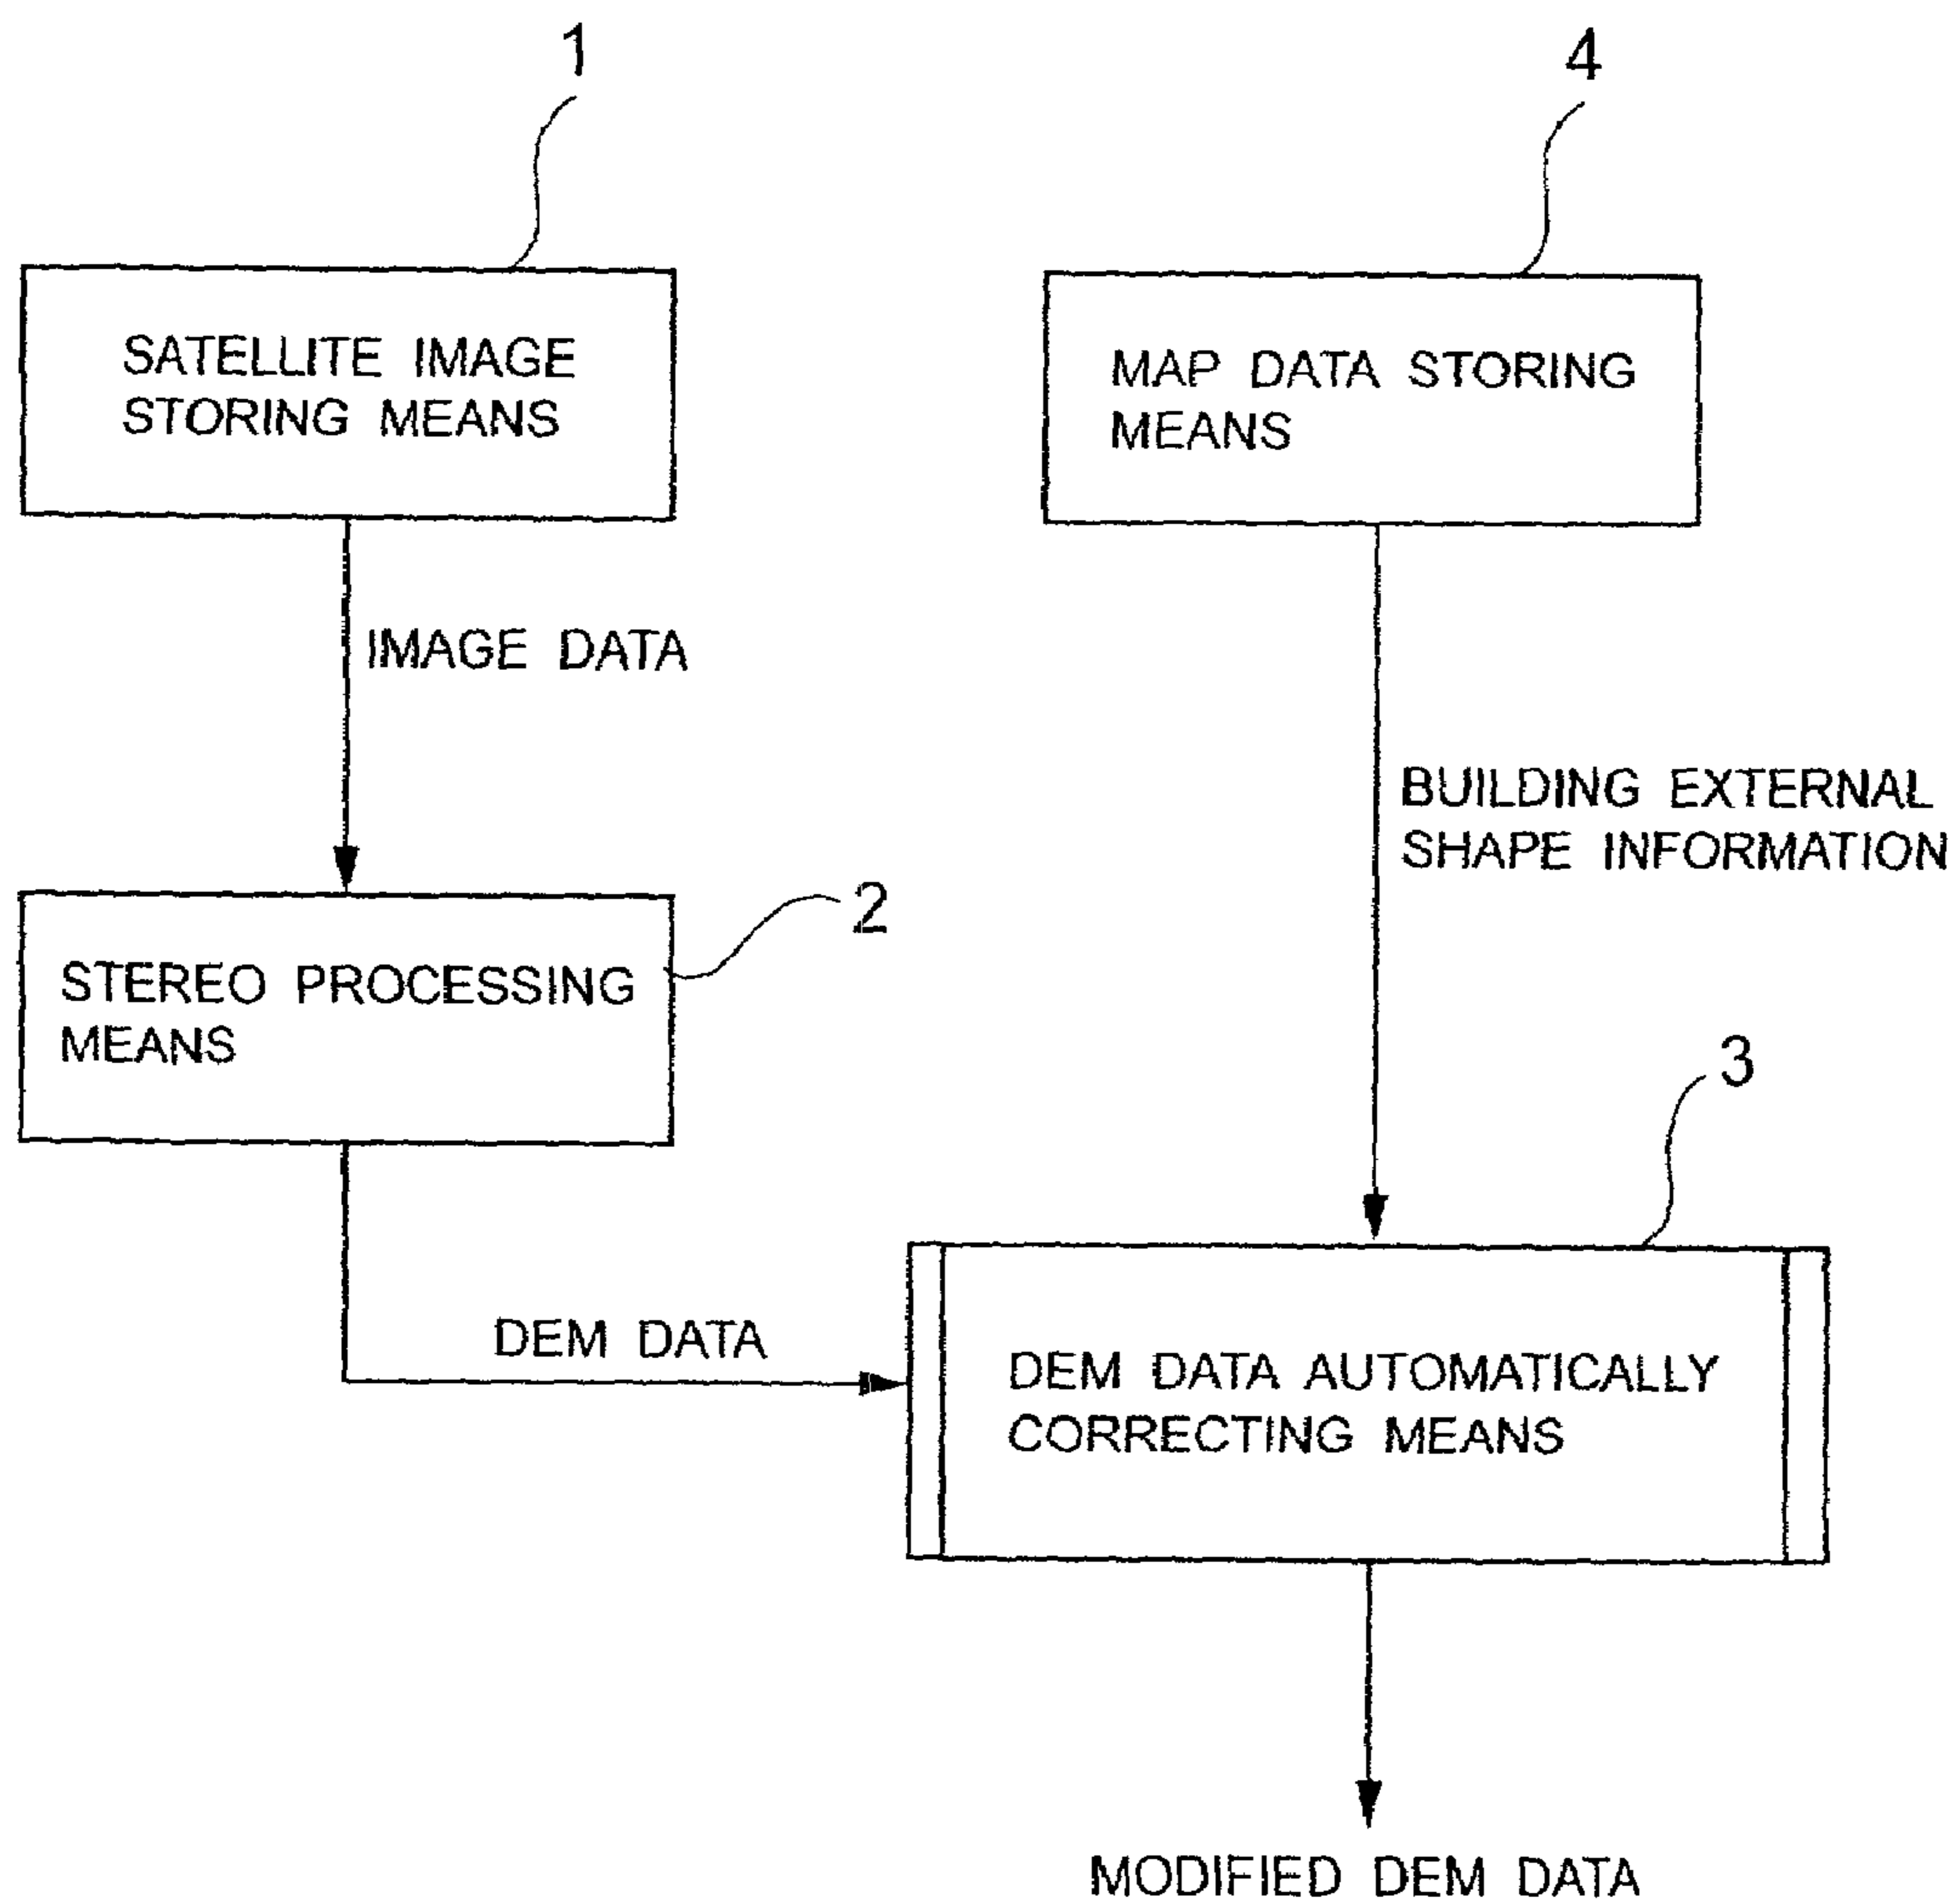 1
4
SATELLITE IMAGE
STORING MEANS
MAP DATA STORING
MEANS
IMAGE DATA
BUILDING EXTERNAL
SHAPE INFORMATION
2
STEREO PROCESSING
MEANS
3
DEM DATA
DEM DATA AUTOMATICALLY
CORRECTING MEANS
MODIFIED DEM DATA